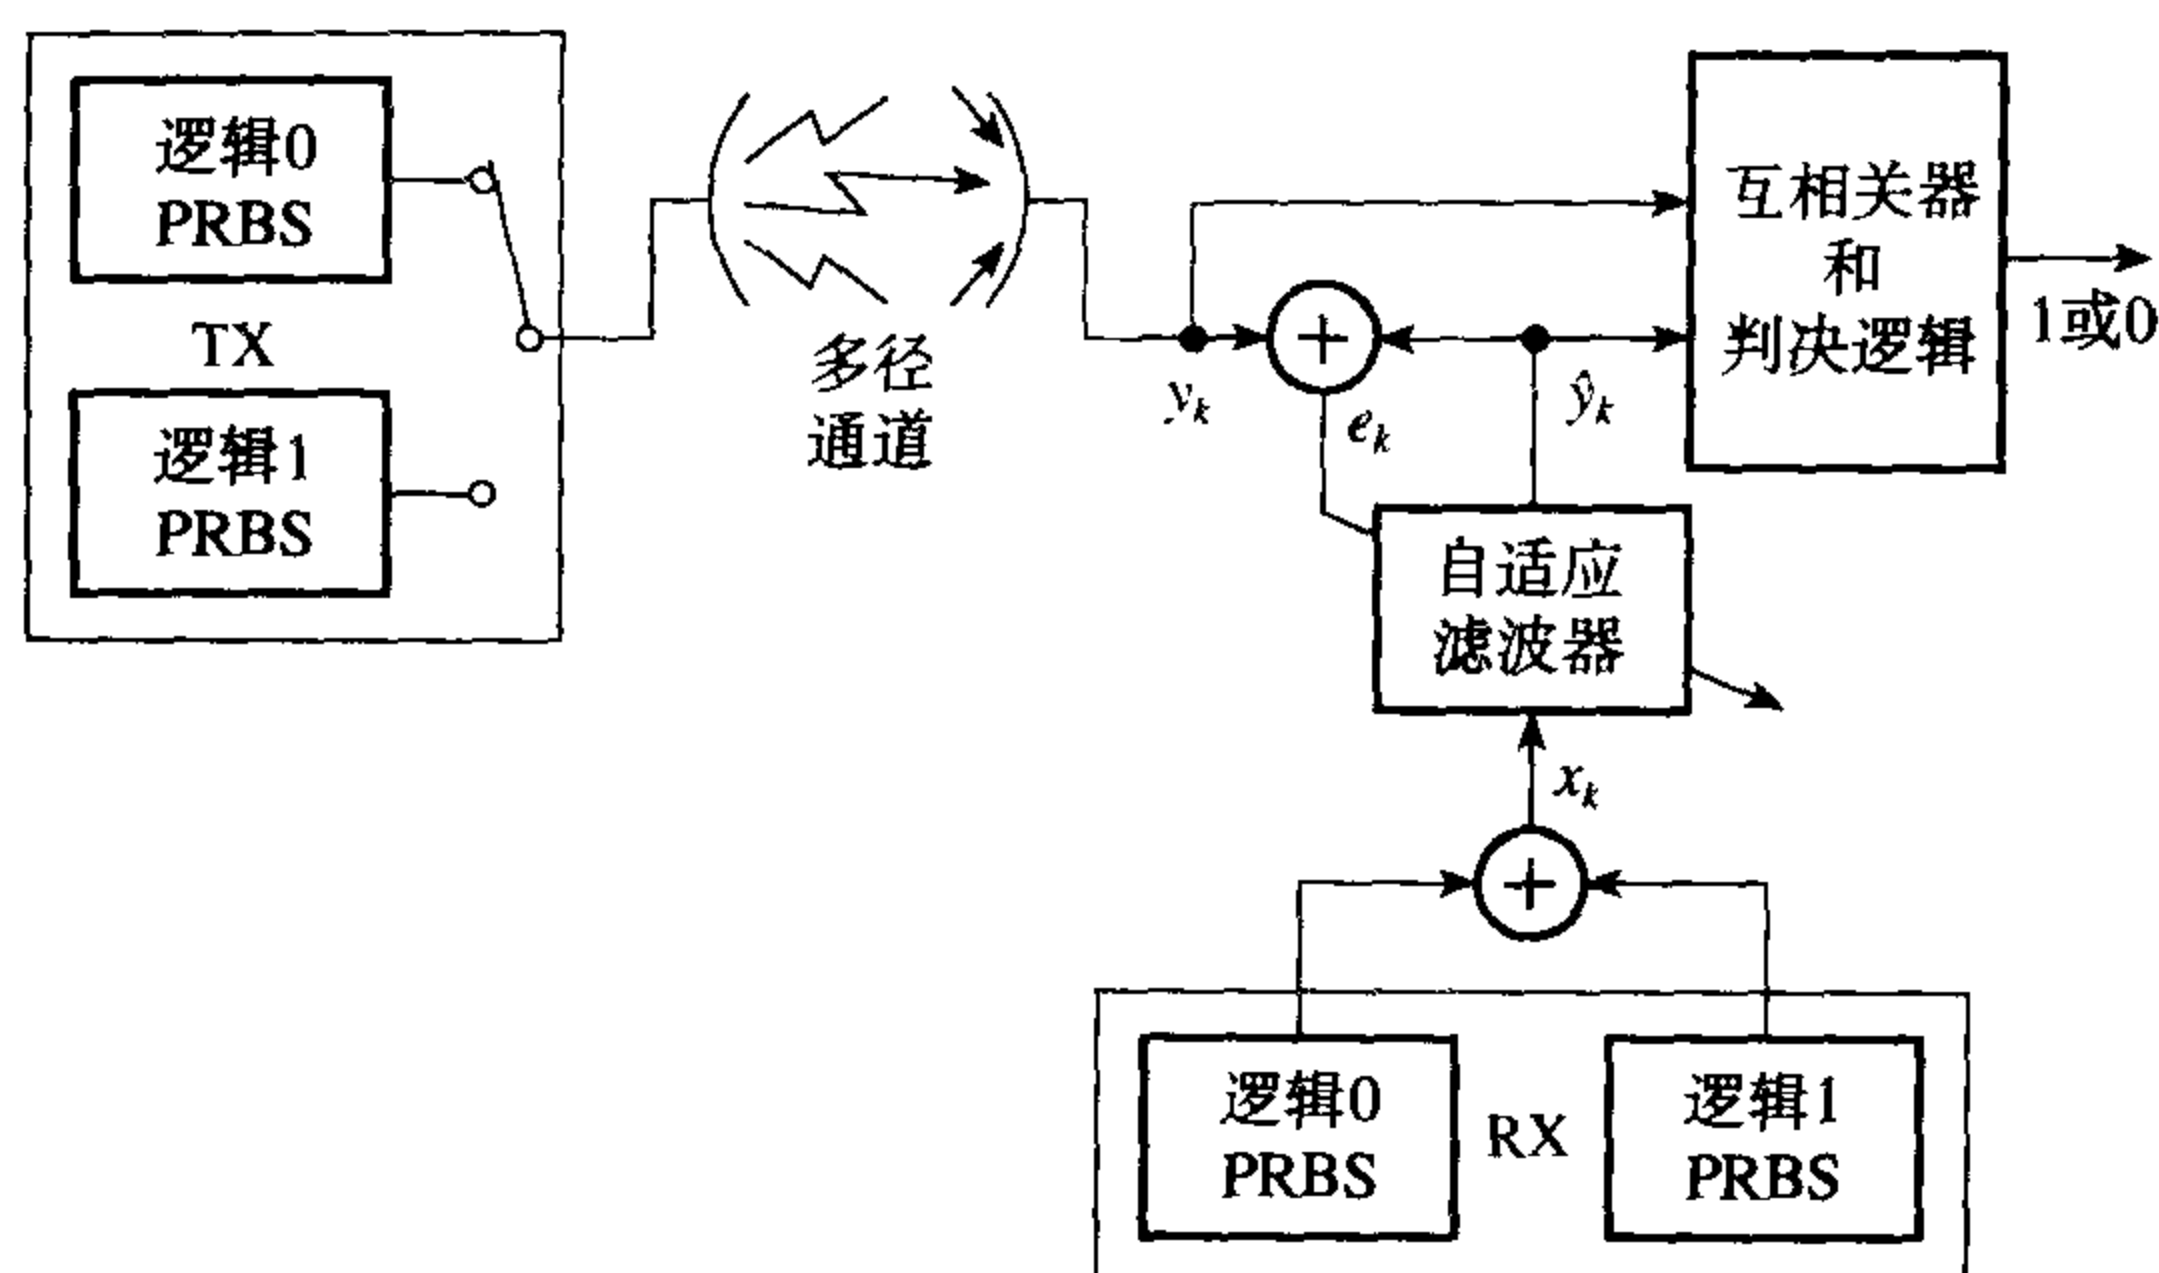 逻辑0
PRBS
TX
逻辑1
PRBS
多径
通道
y_k
e_k
ŷ_k
互相关器
和
判决逻辑
1或0
自适应
滤波器
x_k
逻辑0
PRBS
RX
逻辑1
PRBS